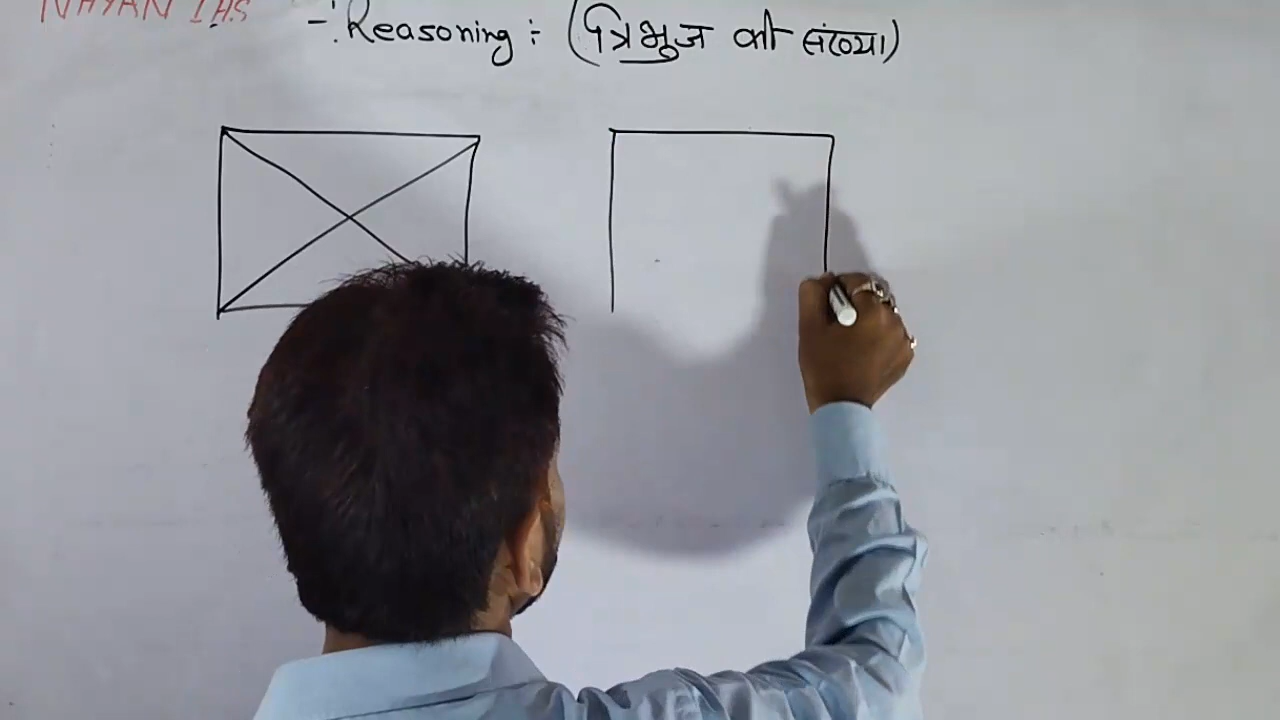 NAYAN IAS
-: Reasoning :- (त्रिभुज की संख्या)